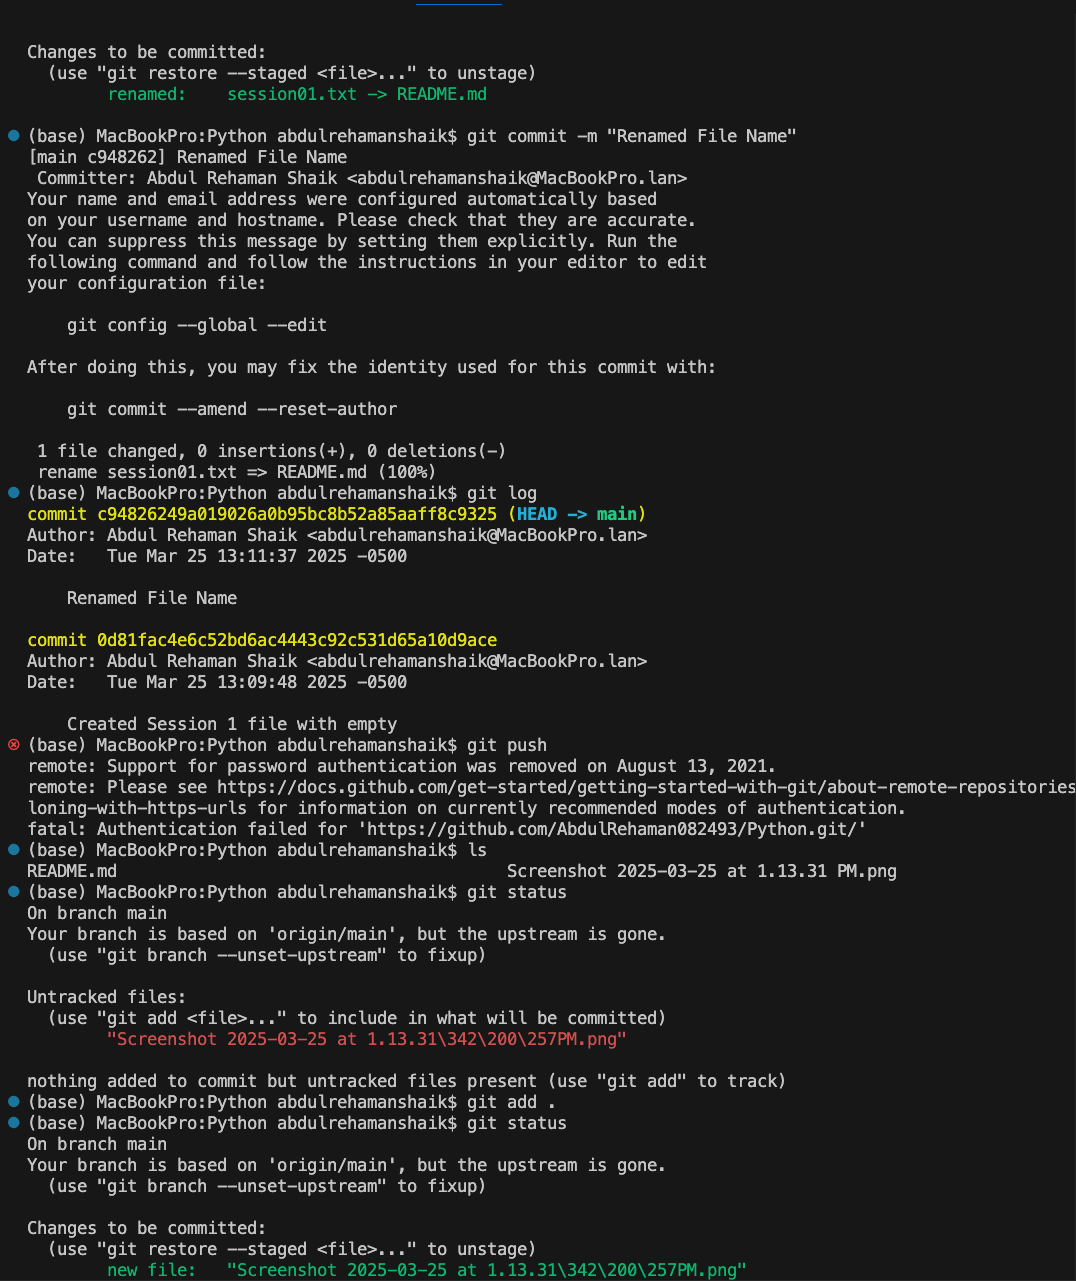 Changes to be committed:
  (use "git restore --staged <file>..." to unstage)
        renamed:    session01.txt -> README.md
(base) MacBookPro:Python abdulrehamanshaik$ git commit -m "Renamed File Name"
[main c948262] Renamed File Name
 Committer: Abdul Rehaman Shaik <abdulrehamanshaik@MacBookPro.lan>
Your name and email address were configured automatically based
on your username and hostname. Please check that they are accurate.
You can suppress this message by setting them explicitly. Run the
following command and follow the instructions in your editor to edit
your configuration file:
    git config --global --edit
After doing this, you may fix the identity used for this commit with:
    git commit --amend --reset-author
 1 file changed, 0 insertions(+), 0 deletions(-)
 rename session01.txt => README.md (100%)
(base) MacBookPro:Python abdulrehamanshaik$ git log
commit c94826249a019026a0b95bc8b52a85aaff8c9325 (HEAD -> main)
Author: Abdul Rehaman Shaik <abdulrehamanshaik@MacBookPro.lan>
Date:   Tue Mar 25 13:11:37 2025 -0500
    Renamed File Name
commit 0d81fac4e6c52bd6ac4443c92c531d65a10d9ace
Author: Abdul Rehaman Shaik <abdulrehamanshaik@MacBookPro.lan>
Date:   Tue Mar 25 13:09:48 2025 -0500
    Created Session 1 file with empty
(base) MacBookPro:Python abdulrehamanshaik$ git push
remote: Support for password authentication was removed on August 13, 2021.
remote: Please see https://docs.github.com/get-started/getting-started-with-git/about-remote-repositories
loning-with-https-urls for information on currently recommended modes of authentication.
fatal: Authentication failed for 'https://github.com/AbdulRehaman082493/Python.git/'
(base) MacBookPro:Python abdulrehamanshaik$ ls
README.md                                       Screenshot 2025-03-25 at 1.13.31 PM.png
(base) MacBookPro:Python abdulrehamanshaik$ git status
On branch main
Your branch is based on 'origin/main', but the upstream is gone.
  (use "git branch --unset-upstream" to fixup)
Untracked files:
  (use "git add <file>..." to include in what will be committed)
        "Screenshot 2025-03-25 at 1.13.31\342\200\257PM.png"
nothing added to commit but untracked files present (use "git add" to track)
(base) MacBookPro:Python abdulrehamanshaik$ git add .
(base) MacBookPro:Python abdulrehamanshaik$ git status
On branch main
Your branch is based on 'origin/main', but the upstream is gone.
  (use "git branch --unset-upstream" to fixup)
Changes to be committed:
  (use "git restore --staged <file>..." to unstage)
        new file:   "Screenshot 2025-03-25 at 1.13.31\342\200\257PM.png"